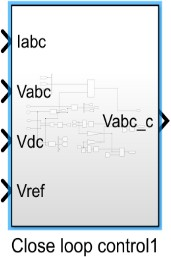 Iabc
Vabc
Vabc_c
Vdc
Vref
Close loop control1